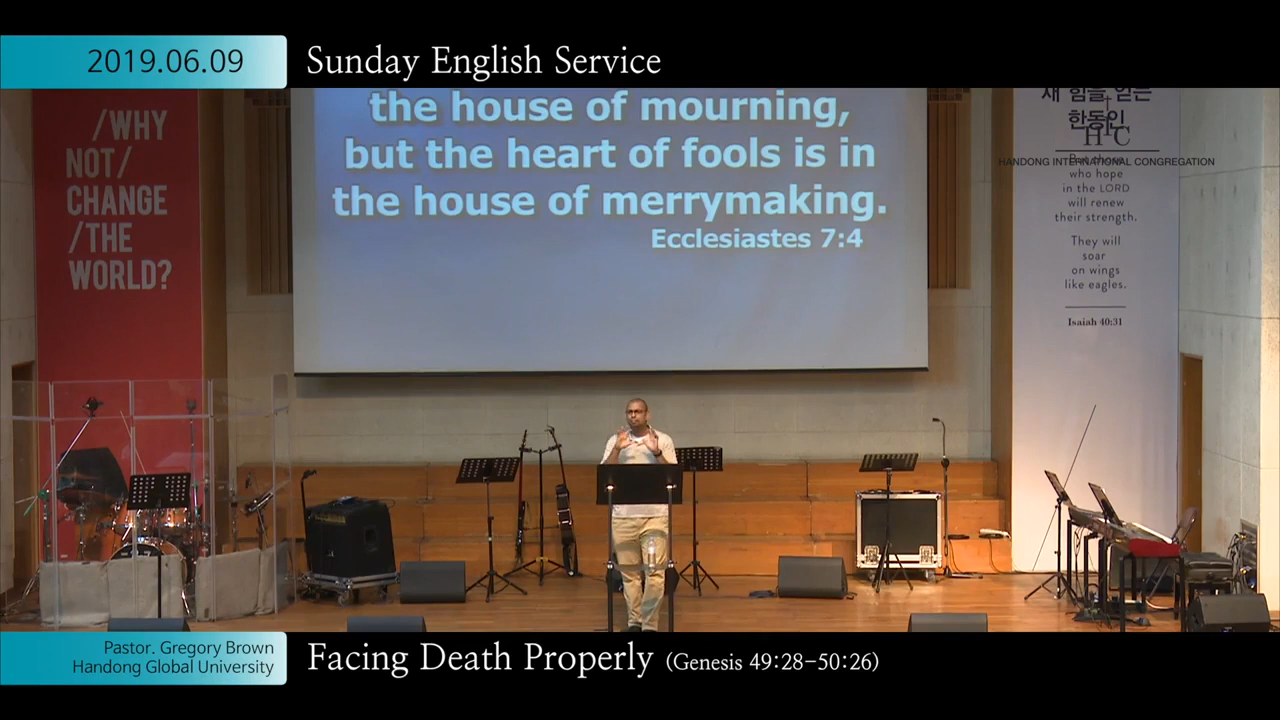 2019.06.09
Sunday English Service
/WHY
NOT/
CHANGE
/THE
WORLD?
the house of mourning,
but the heart of fools is in
the house of merrymaking.
Ecclesiastes 7:4
새 힘을 얻는
한동인
HIC
HANDONG INTERNATIONAL CONGREGATION
who hope
in the LORD
will renew
their strength.
They will
soar
on wings
like eagles.
Isaiah 40:31
Pastor. Gregory Brown
Handong Global University
Facing Death Properly (Genesis 49:28-50:26)